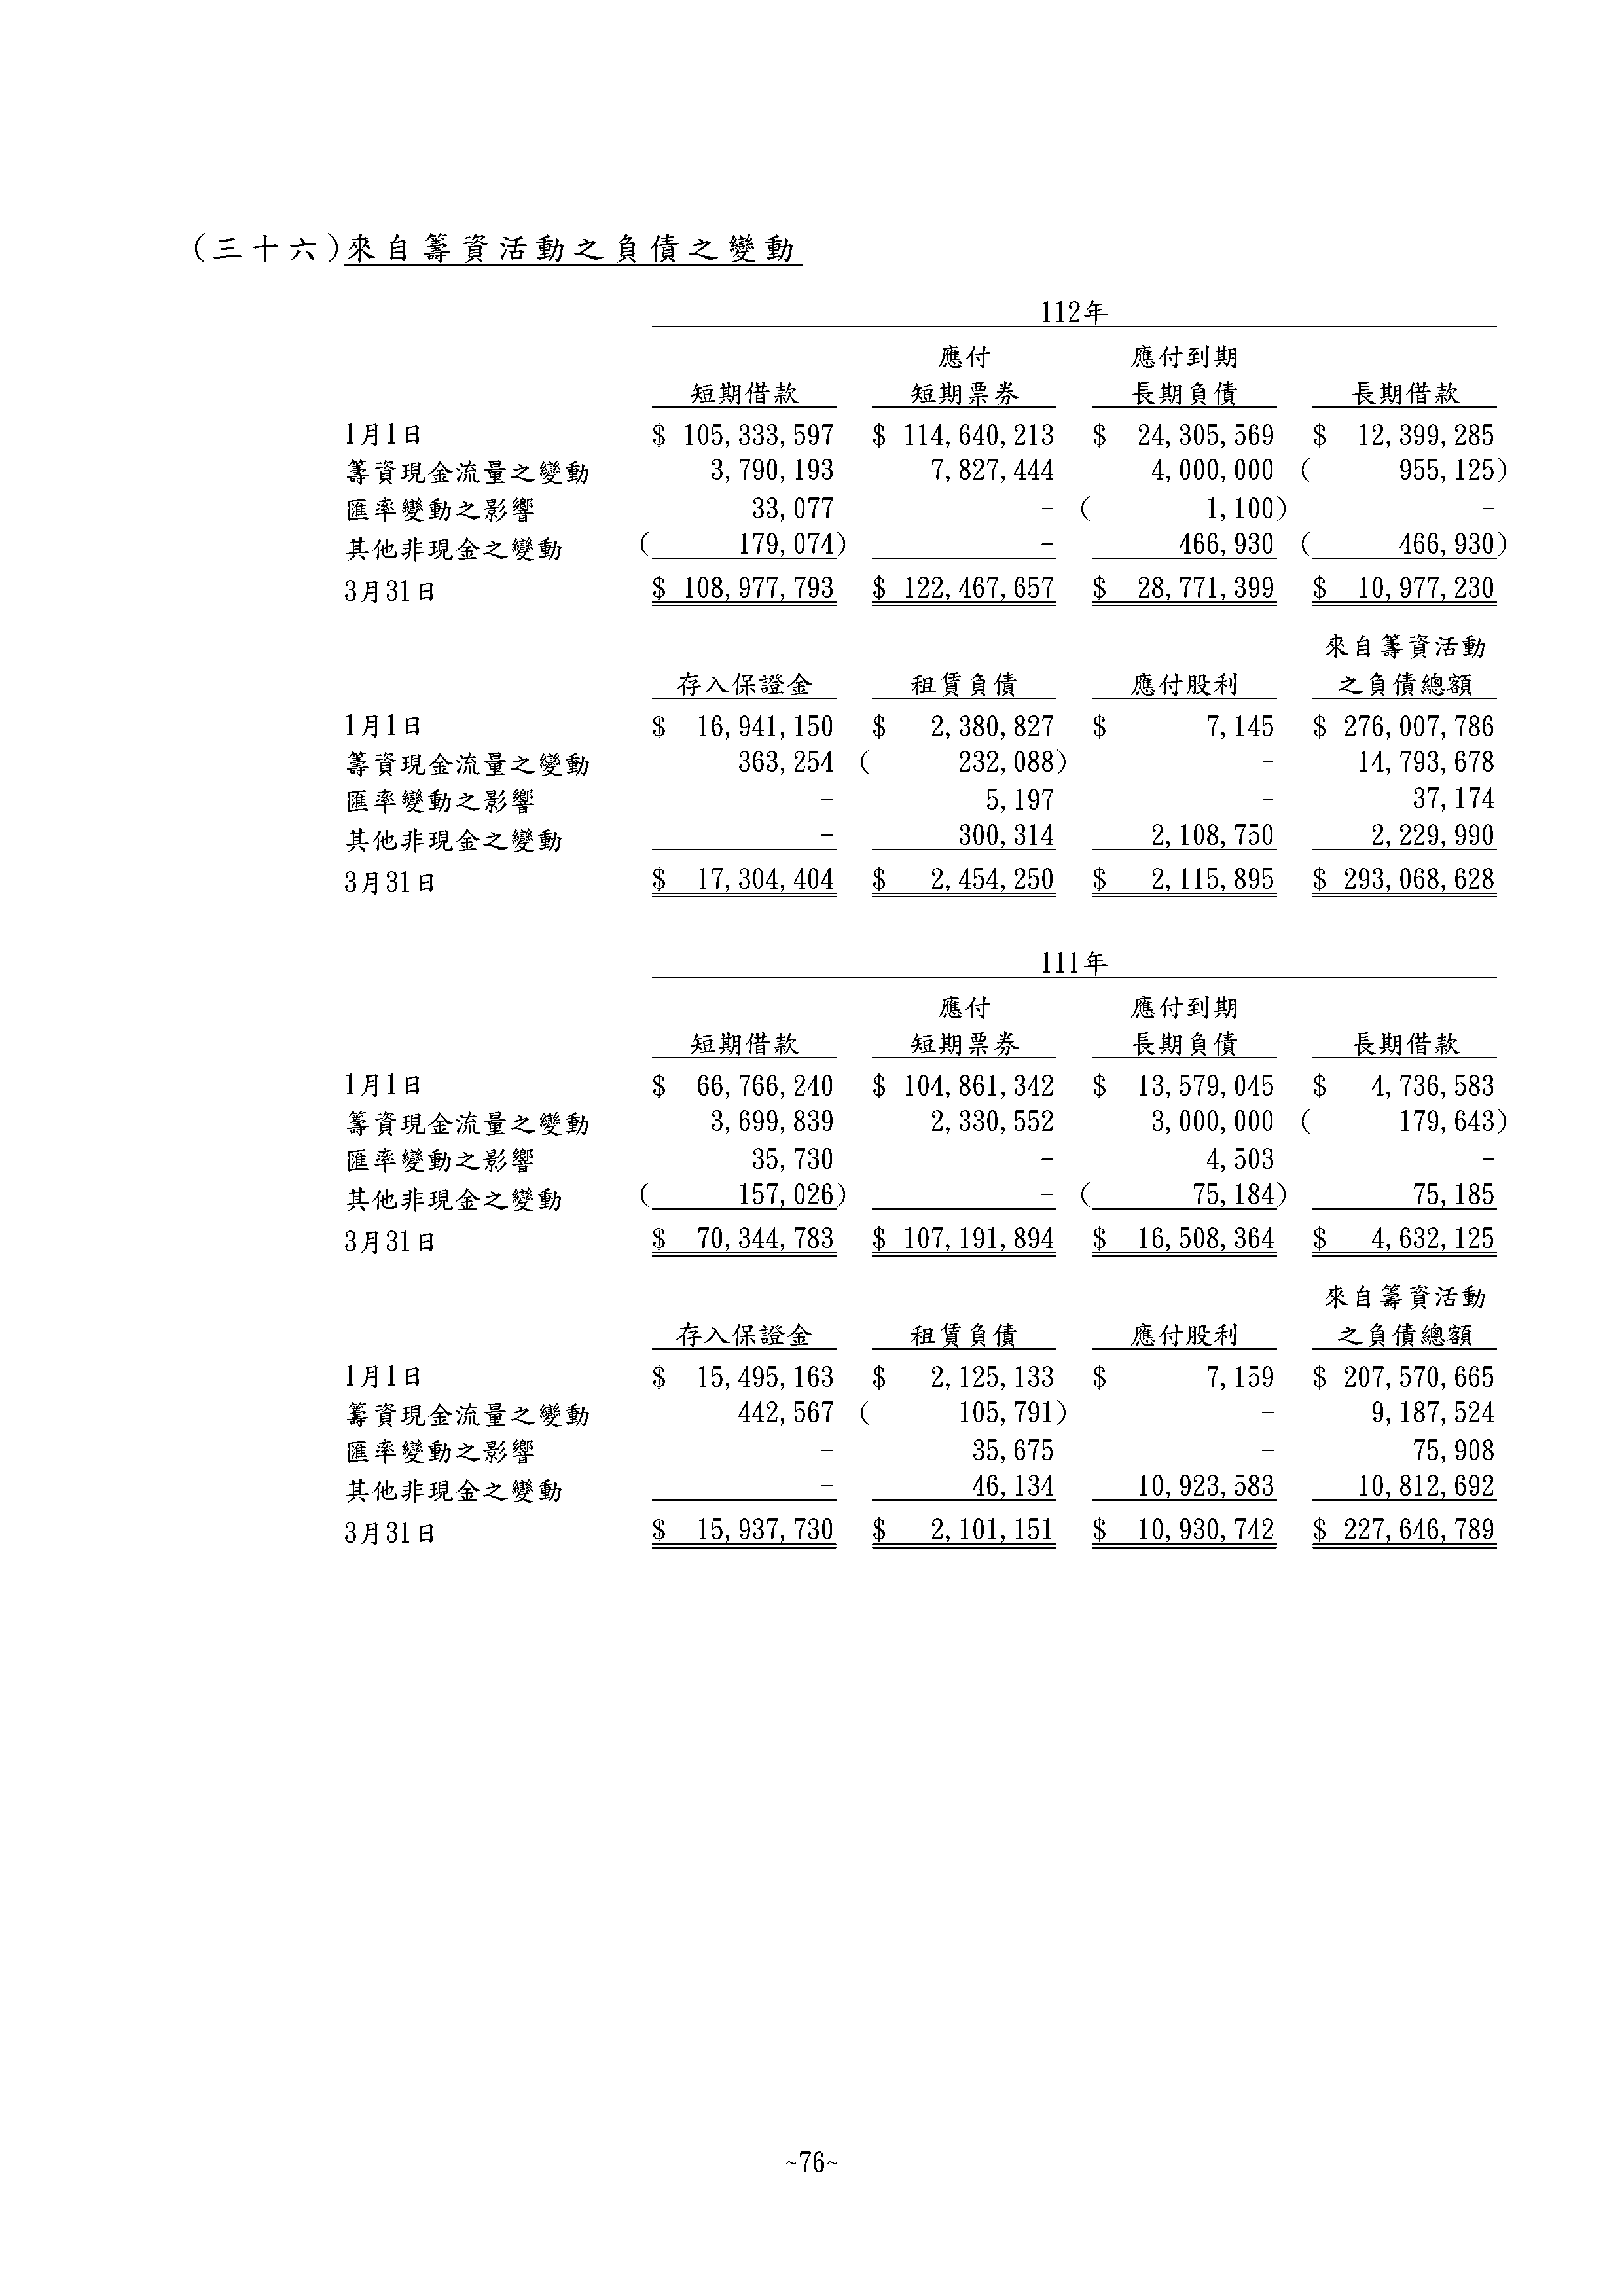 (三十六)來自籌資活動之負債之變動
112年
應付 應付到期
短期借款 短期票券 長期負債 長期借款
1月1日 $ 105,333,597 $ 114,640,213 $ 24,305,569 $ 12,399,285
籌資現金流量之變動 3,790,193 7,827,444 4,000,000 ( 955,125)
匯率變動之影響 33,077 - ( 1,100) -
其他非現金之變動 ( 179,074) - 466,930 ( 466,930)
3月31日 $ 108,977,793 $ 122,467,657 $ 28,771,399 $ 10,977,230
來自籌資活動
存入保證金 租賃負債 應付股利 之負債總額
1月1日 $ 16,941,150 $ 2,380,827 $ 7,145 $ 276,007,786
籌資現金流量之變動 363,254 ( 232,088) - 14,793,678
匯率變動之影響 - 5,197 - 37,174
其他非現金之變動 - 300,314 2,108,750 2,229,990
3月31日 $ 17,304,404 $ 2,454,250 $ 2,115,895 $ 293,068,628
111年
應付 應付到期
短期借款 短期票券 長期負債 長期借款
1月1日 $ 66,766,240 $ 104,861,342 $ 13,579,045 $ 4,736,583
籌資現金流量之變動 3,699,839 2,330,552 3,000,000 ( 179,643)
匯率變動之影響 35,730 - 4,503 -
其他非現金之變動 ( 157,026) - ( 75,184) 75,185
3月31日 $ 70,344,783 $ 107,191,894 $ 16,508,364 $ 4,632,125
來自籌資活動
存入保證金 租賃負債 應付股利 之負債總額
1月1日 $ 15,495,163 $ 2,125,133 $ 7,159 $ 207,570,665
籌資現金流量之變動 442,567 ( 105,791) - 9,187,524
匯率變動之影響 - 35,675 - 75,908
其他非現金之變動 - 46,134 10,923,583 10,812,692
3月31日 $ 15,937,730 $ 2,101,151 $ 10,930,742 $ 227,646,789
~76~